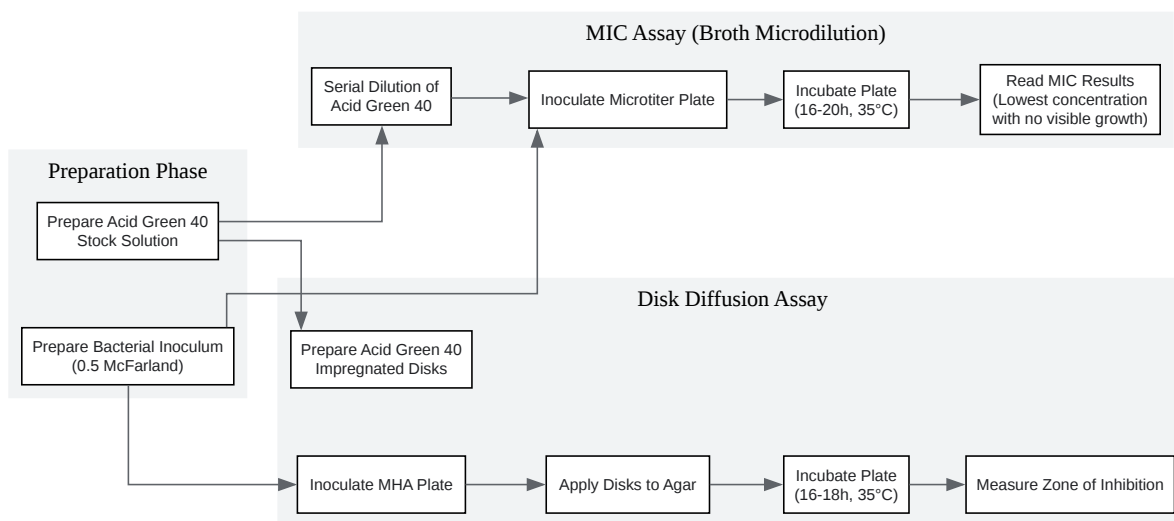 MIC Assay (Broth Microdilution)
Serial Dilution of
Acid Green 40
Inoculate Microtiter Plate
Incubate Plate
(16-20h, 35°C)
Read MIC Results
(Lowest concentration
with no visible growth)
Preparation Phase
Prepare Acid Green 40
Stock Solution
Prepare Bacterial Inoculum
(0.5 McFarland)
Disk Diffusion Assay
Prepare Acid Green 40
Impregnated Disks
Inoculate MHA Plate
Apply Disks to Agar
Incubate Plate
(16-18h, 35°C)
Measure Zone of Inhibition